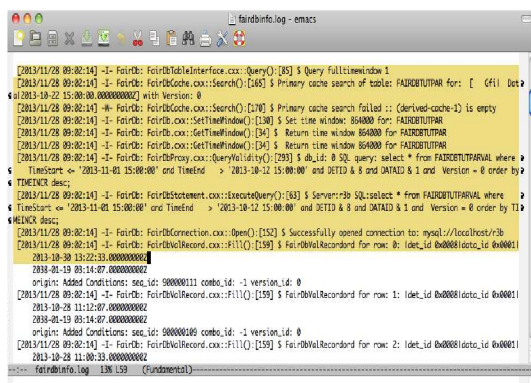 fairdbinfo.log - emacs
[2013/11/28 09:02:14] -I- FairDb: FairDbTableInterface.cxx::Query():[85] $ Query fulltimewindow 1
[2013/11/28 09:02:14] -I- FairDb: FairDbCache.cxx::Search():[165] $ Primary cache search of table: FAIRDBTUTPAR for: [ Gfi| Dat
a|2013-10-22 15:00:00.000000000Z] with Version: 0
[2013/11/28 09:02:14] -W- FairDb: FairDbCache.cxx::Search():[170] $ Primary cache search failed :: (derived-cache-1) is empty
[2013/11/28 09:02:14] -I- FairDb: FairDb.cxx::SetTimeWindow():[130] $ Set time window: 864000 for: FAIRDBTUTPAR
[2013/11/28 09:02:14] -I- FairDb: FairDb.cxx::GetTimeWindow():[34] $ Return time window 864000 for FAIRDBTUTPAR
[2013/11/28 09:02:14] -I- FairDb: FairDb.cxx::GetTimeWindow():[34] $ Return time window 864000 for FAIRDBTUTPAR
[2013/11/28 09:02:14] -I- FairDb: FairDbProxy.cxx::QueryValidity():[293] $ db_id: 0 SQL query: select * from FAIRDBTUTPARVAL where
TimeStart <= '2013-11-01 15:00:00' and TimeEnd > '2013-10-12 15:00:00' and DETID & 8 and DATAID & 1 and Version = 0 order by
TIMEINCR desc;
[2013/11/28 09:02:14] -I- FairDb: FairDbStatement.cxx::ExecuteQuery():[63] $ Server:r3b SQL:select * from FAIRDBTUTPARVAL where
TimeStart <= '2013-11-01 15:00:00' and TimeEnd > '2013-10-12 15:00:00' and DETID & 8 and DATAID & 1 and Version = 0 order by TI
MEINCR desc;
[2013/11/28 09:02:14] -I- FairDb: FairDbConnection.cxx::Open():[152] $ Successfully opened connection to: mysql://localhost/r3b
[2013/11/28 09:02:14] -I- FairDb: FairDbValRecord.cxx::Fill():[159] $ FairDbValRecordord for row: 0: |det_id 0x0008|data_id 0x0001|
2013-10-30 13:22:33.000000000Z
2038-01-19 03:14:07.000000000Z
origin: Added Conditions: seq_id: 900000111 combo_id: -1 version_id: 0
[2013/11/28 09:02:14] -I- FairDb: FairDbValRecord.cxx::Fill():[159] $ FairDbValRecordord for row: 1: |det_id 0x0008|data_id 0x0001|
2013-10-28 11:12:07.000000000Z
2038-01-19 03:14:07.000000000Z
origin: Added Conditions: seq_id: 900000109 combo_id: -1 version_id: 0
[2013/11/28 09:02:14] -I- FairDb: FairDbValRecord.cxx::Fill():[159] $ FairDbValRecordord for row: 2: |det_id 0x0008|data_id 0x0001|
2013-10-28 11:00:33.000000000Z
--:-- fairdbinfo.log 13% L59 (Fundamental)